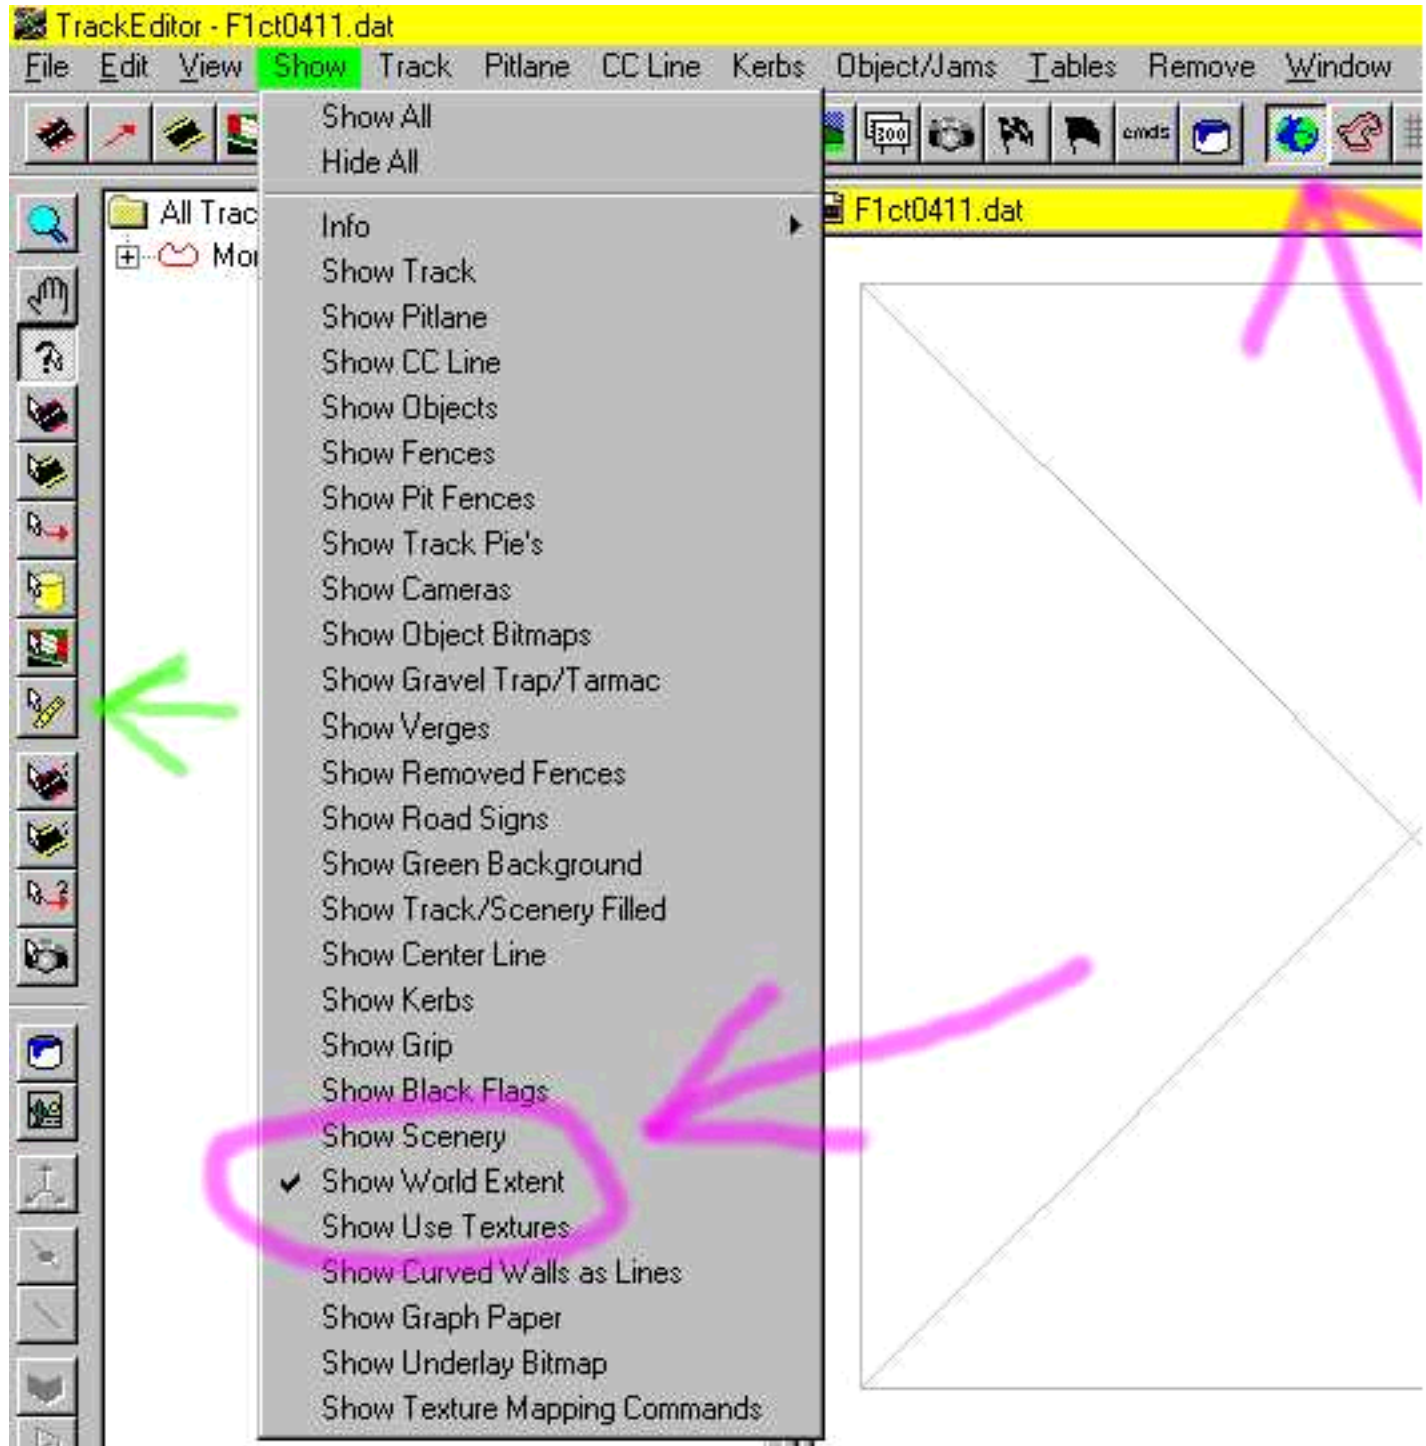 TrackEditor - F1ct0411.dat
File Edit View Show Track Pitlane CC Line Kerbs Object/Jams Tables Remove Window
300 cmds
Show All
Hide All
All Trac
F1ct0411.dat
Info
Mor
Show Track
Show Pitlane
Show CC Line
Show Objects
Show Fences
Show Pit Fences
Show Track Pie's
Show Cameras
Show Object Bitmaps
Show Gravel Trap/Tarmac
Show Verges
Show Removed Fences
Show Road Signs
Show Green Background
Show Track/Scenery Filled
Show Center Line
Show Kerbs
Show Grip
Show Black Flags
Show Scenery
Show World Extent
Show Use Textures
Show Curved Walls as Lines
Show Graph Paper
Show Underlay Bitmap
Show Texture Mapping Commands